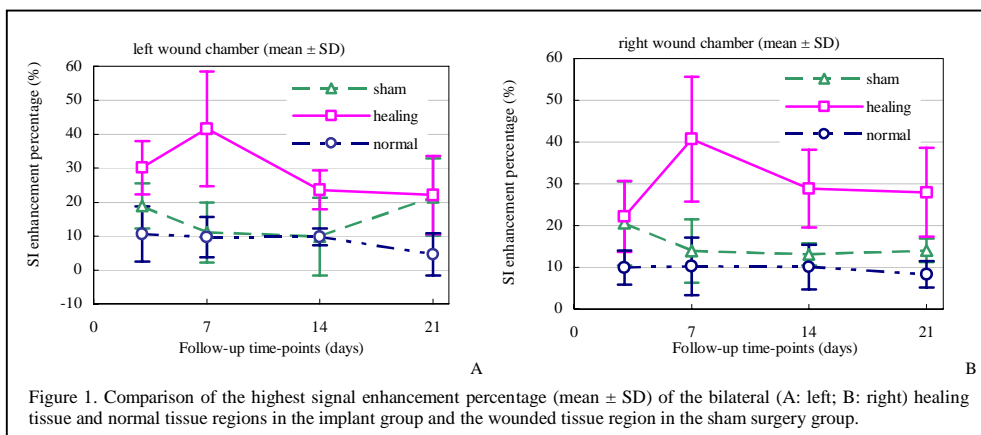 left wound chamber (mean ± SD)
SI enhancement percentage (%)
60
50
40
30
20
10
0
-10
sham
healing
normal
0
7
14
21
Follow-up time-points (days)
A
right wound chamber (mean ± SD)
SI enhancement percentage (%)
60
50
40
30
20
10
0
sham
healing
normal
0
7
14
21
Follow-up time-points (days)
B
Figure 1. Comparison of the highest signal enhancement percentage (mean ± SD) of the bilateral (A: left; B: right) healing
tissue and normal tissue regions in the implant group and the wounded tissue region in the sham surgery group.